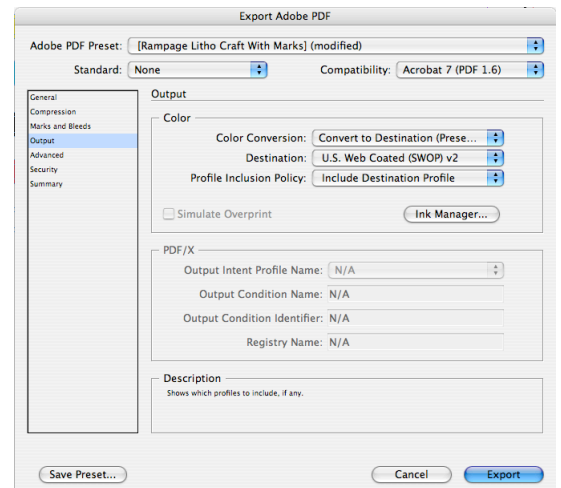 Export Adobe PDF
Adobe PDF Preset: [Rampage Litho Craft With Marks] (modified)
Standard: None Compatibility: Acrobat 7 (PDF 1.6)
General
Compression
Marks and Bleeds
Output
Advanced
Security
Summary
Output
Color
Color Conversion: Convert to Destination (Prese...
Destination: U.S. Web Coated (SWOP) v2
Profile Inclusion Policy: Include Destination Profile
Simulate Overprint Ink Manager...
PDF/X
Output Intent Profile Name: N/A
Output Condition Name: N/A
Output Condition Identifier: N/A
Registry Name: N/A
Description
Shows which profiles to include, if any.
Save Preset... Cancel Export